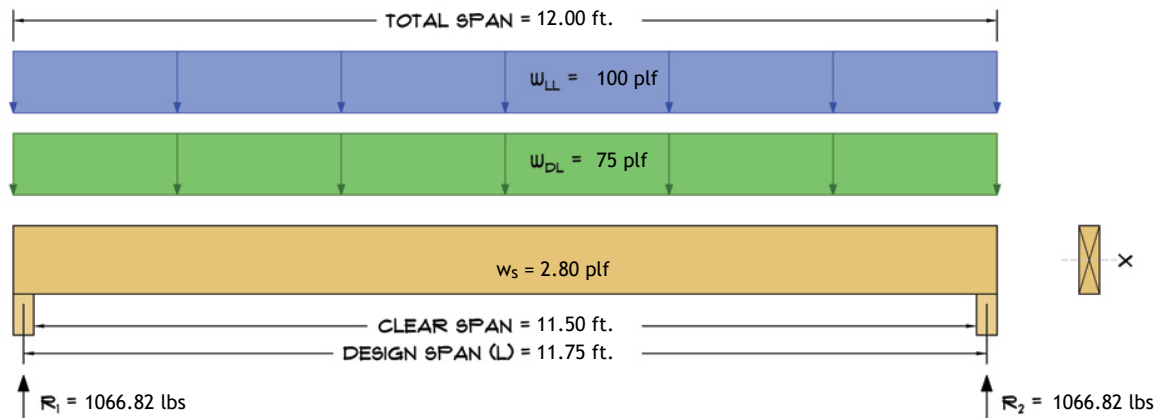 TOTAL SPAN = 12.00 ft.
WLL = 100 plf
WDL = 75 plf
ws = 2.80 plf
X
CLEAR SPAN = 11.50 ft.
DESIGN SPAN (L) = 11.75 ft.
R1 = 1066.82 lbs
R2 = 1066.82 lbs